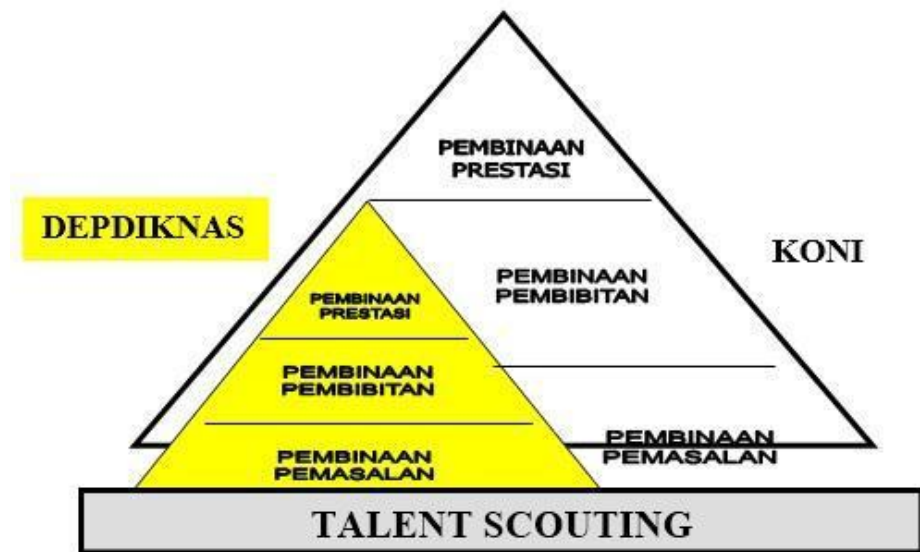 PEMBINAAN
PRESTASI
DEPDIKNAS
KONI
PEMBINAAN
PEMBIBITAN
PEMBINAAN
PRESTASI
PEMBINAAN
PEMBIBITAN
PEMBINAAN
PEMASALAN
PEMBINAAN
PEMASALAN
TALENT SCOUTING